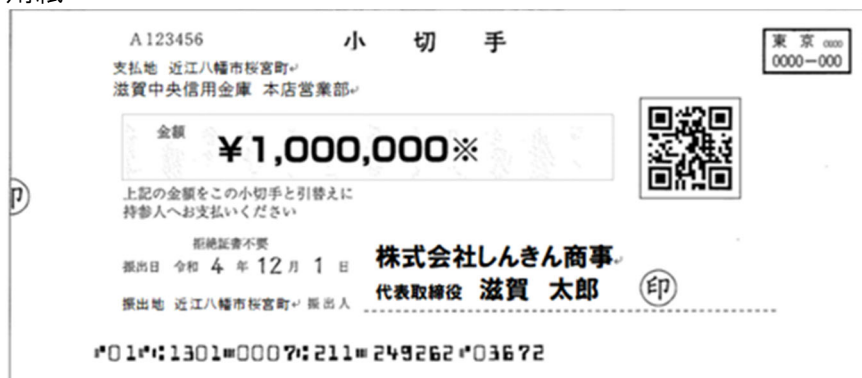 用紙
A123456
小切手
東京 0000
0000-000
支払地 近江八幡市桜宮町
滋賀中央信用金庫 本店営業部
金額
¥1,000,000※
上記の金額をこの小切手と引替えに
持参人へお支払いください
印
拒絶証書不要
振出日 令和 4 年 12 月 1 日
株式会社しんきん商事
代表取締役 滋賀 太郎 印
振出地 近江八幡市桜宮町 振出人
⑈01⑈⑆1301⑉0007⑆211⑉249262⑈03672